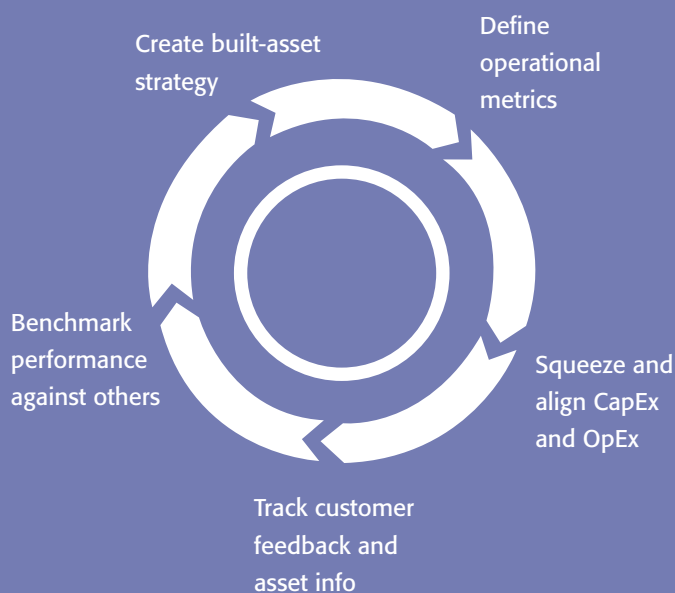 Create built-asset
strategy
Define
operational
metrics
Squeeze and
align CapEx
and OpEx
Track customer
feedback and
asset info
Benchmark
performance
against others